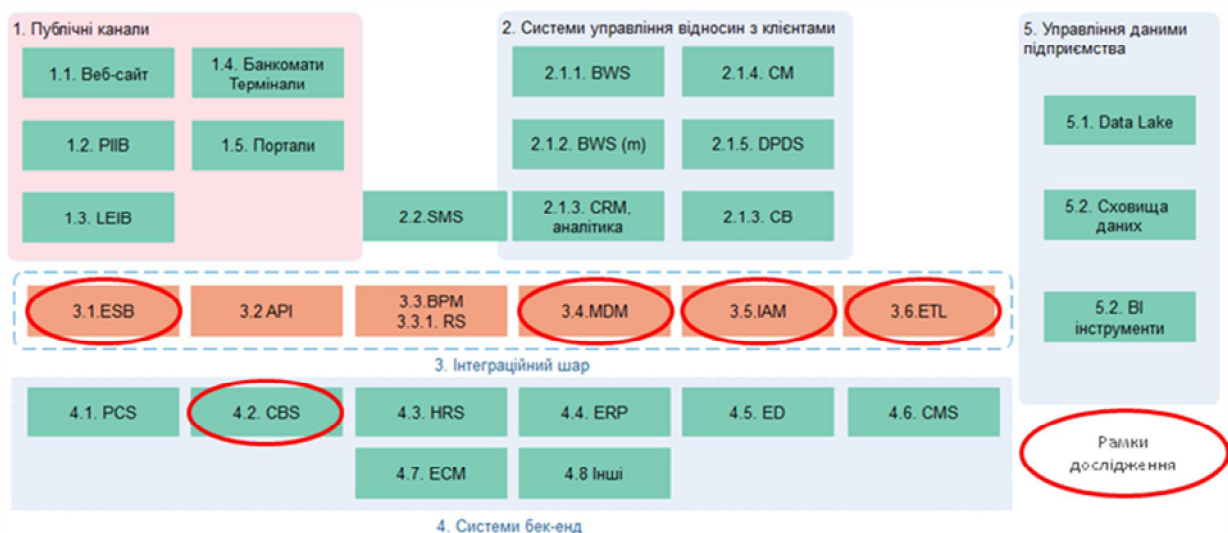 1. Публічні канали
1.1. Веб-сайт
1.4. Банкомати
Термінали
1.2. PIIB
1.5. Портали
1.3. LEIB
2.2.SMS
2. Системи управління відносин з клієнтами
2.1.1. BWS
2.1.4. CM
2.1.2. BWS (m)
2.1.5. DPDS
2.1.3. CRM,
аналітика
2.1.3. CB
5. Управління даними
підприємства
5.1. Data Lake
5.2. Сховища
даних
5.2. BI
інструменти
3.1.ESB
3.2 API
3.3.BPM
3.3.1. RS
3.4.MDM
3.5.IAM
3.6.ETL
3. Інтеграційний шар
4.1. PCS
4.2. CBS
4.3. HRS
4.4. ERP
4.5. ED
4.6. CMS
4.7. ECM
4.8 Інші
4. Системи бек-енд
Рамки
дослідження